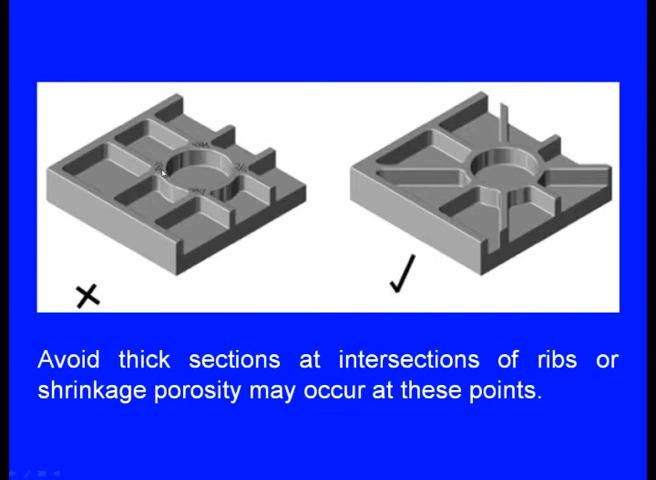 Avoid thick sections at intersections of ribs or
shrinkage porosity may occur at these points.